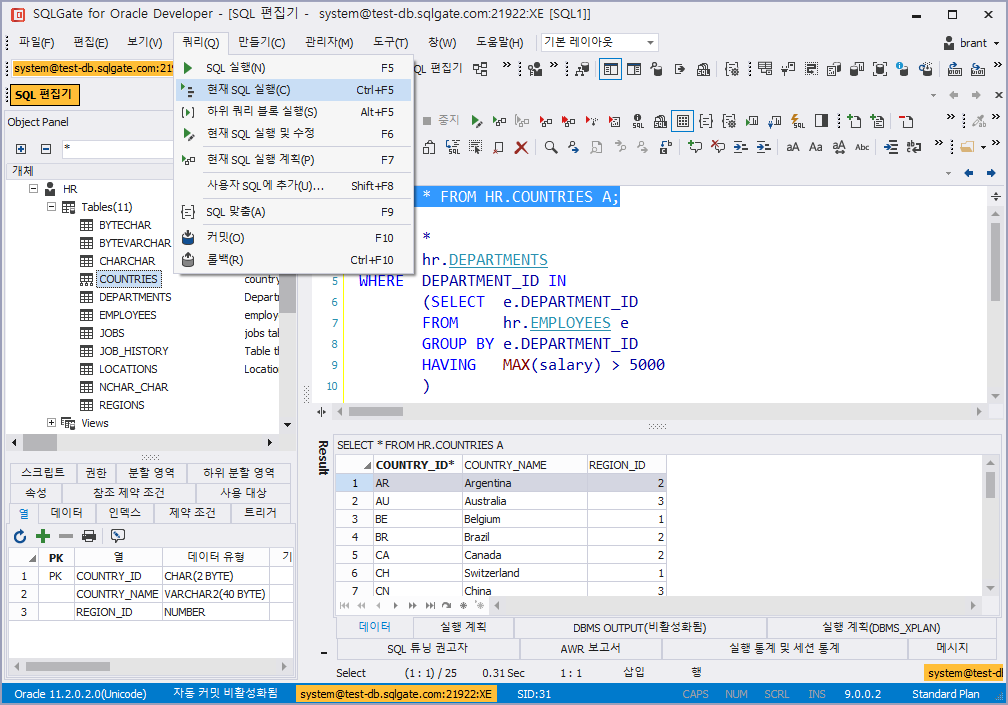 SQLGate for Oracle Developer - [SQL 편집기 - system@test-db.sqlgate.com:21922:XE [SQL1]]
파일(F) 편집(E) 보기(V) 쿼리(Q) 만들기(C) 관리자(M) 도구(T) 창(W) 도움말(H) 기본 레이아웃 brant
system@test-db.sqlgate.com:219
QL 편집기
SQL 편집기
SQL 실행(N) F5
현재 SQL 실행(C) Ctrl+F5
하위 쿼리 블록 실행(S) Alt+F5
현재 SQL 실행 및 수정 F6
현재 SQL 실행 계획(P) F7
사용자 SQL에 추가(U)... Shift+F8
SQL 맞춤(A) F9
커밋(O) F10
롤백(R) Ctrl+F10
중지
Object Panel
*
개체
HR
Tables(11)
BYTECHAR
BYTEVARCHAR
CHARCHAR
COUNTRIES country
DEPARTMENTS Depart
EMPLOYEES employ
JOBS jobs tal
JOB_HISTORY Table th
LOCATIONS Locatio
NCHAR_CHAR
REGIONS
Views
* FROM HR.COUNTRIES A;
*
hr.DEPARTMENTS
5 WHERE DEPARTMENT_ID IN
6 (SELECT e.DEPARTMENT_ID
7 FROM hr.EMPLOYEES e
8 GROUP BY e.DEPARTMENT_ID
9 HAVING MAX(salary) > 5000
10 )
스크립트 권한 분할 영역 하위 분할 영역
속성 참조 제약 조건 사용 대상
열 데이터 인덱스 제약 조건 트리거
PK 열 데이터 유형 기
1 PK COUNTRY_ID CHAR(2 BYTE)
2 COUNTRY_NAME VARCHAR2(40 BYTE)
3 REGION_ID NUMBER
Result
SELECT * FROM HR.COUNTRIES A
COUNTRY_ID* COUNTRY_NAME REGION_ID
1 AR Argentina 2
2 AU Australia 3
3 BE Belgium 1
4 BR Brazil 2
5 CA Canada 2
6 CH Switzerland 1
7 CN China 3
데이터 실행 계획 DBMS OUTPUT(비활성화됨) 실행 계획(DBMS_XPLAN)
SQL 튜닝 권고자 AWR 보고서 실행 통계 및 세션 통계 메시지
Select (1 : 1) / 25 0.31 Sec 1 : 1 삽입 행 system@test-d
Oracle 11.2.0.2.0(Unicode) 자동 커밋 비활성화됨 system@test-db.sqlgate.com:21922:XE SID:31 CAPS NUM SCRL INS 9.0.0.2 Standard Plan